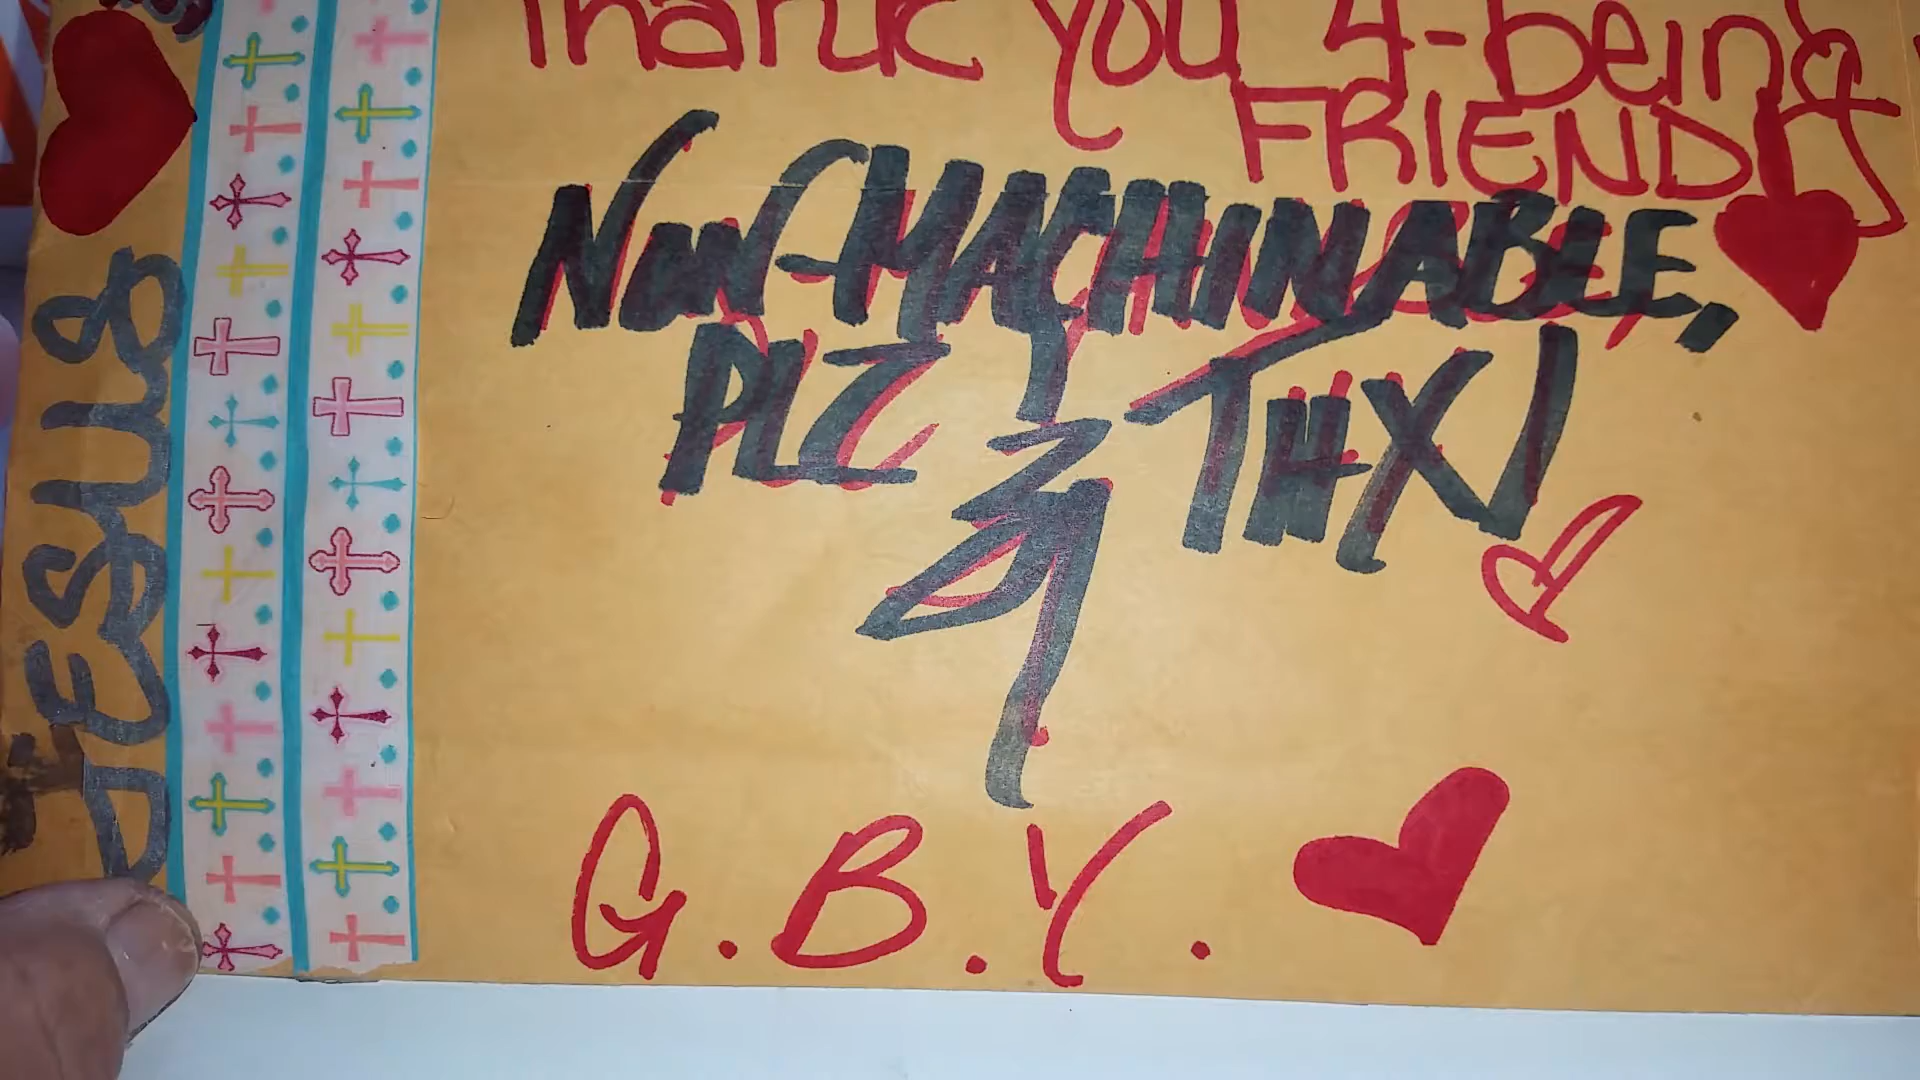 Thank you 4-being
FRIEND
NON-MACHINABLE,
PLZ THX!
G.B.Y.
JESUS